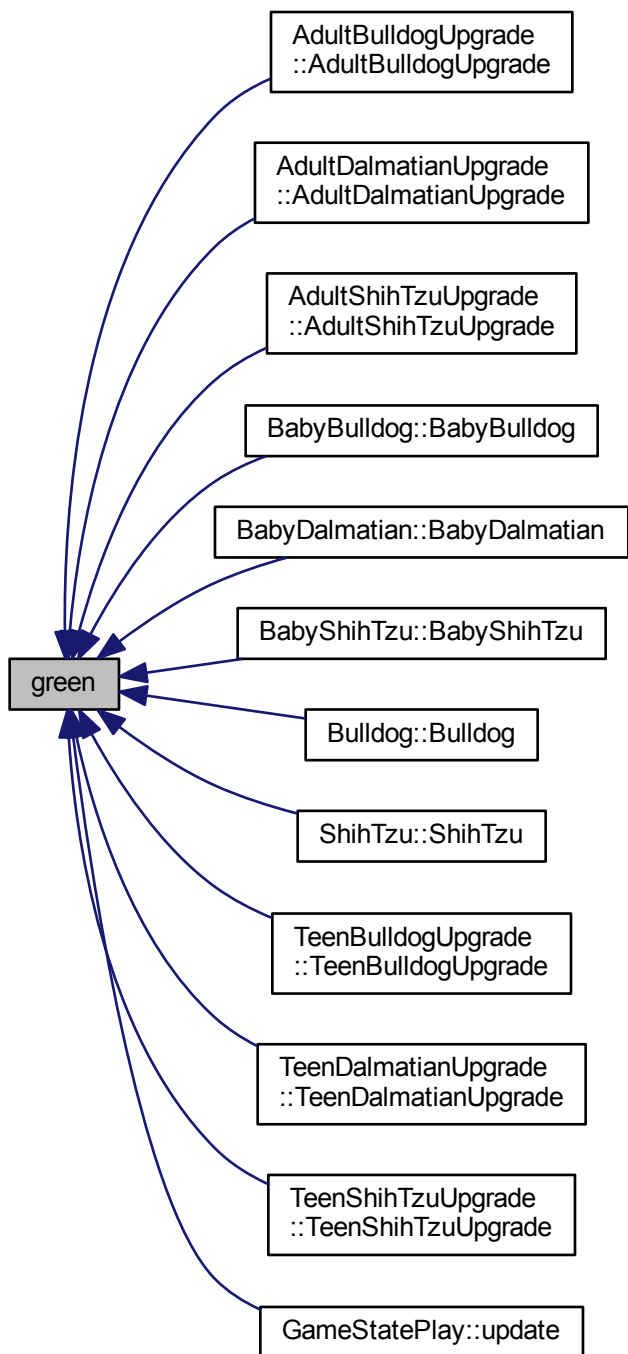 AdultBulldogUpgrade
::AdultBulldogUpgrade
AdultDalmatianUpgrade
::AdultDalmatianUpgrade
AdultShihTzuUpgrade
::AdultShihTzuUpgrade
BabyBulldog::BabyBulldog
BabyDalmatian::BabyDalmatian
BabyShihTzu::BabyShihTzu
green
Bulldog::Bulldog
ShihTzu::ShihTzu
TeenBulldogUpgrade
::TeenBulldogUpgrade
TeenDalmatianUpgrade
::TeenDalmatianUpgrade
TeenShihTzuUpgrade
::TeenShihTzuUpgrade
GameStatePlay::update